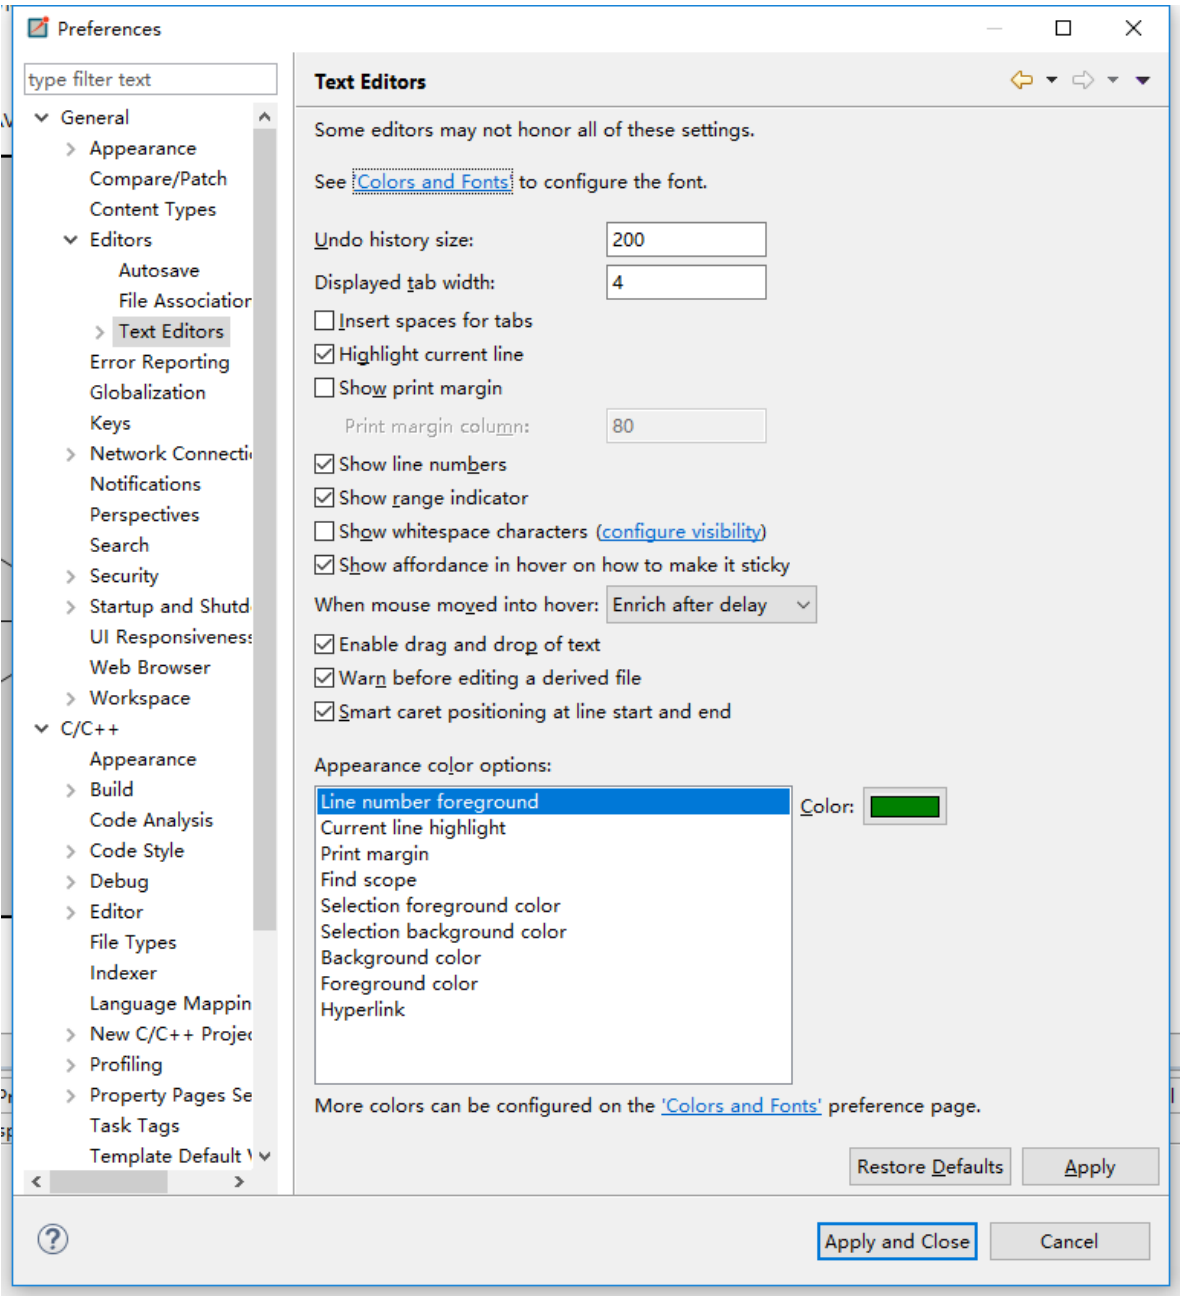 Preferences
type filter text
Text Editors
General
Appearance
Compare/Patch
Content Types
Editors
Autosave
File Association
Text Editors
Error Reporting
Globalization
Keys
Network Connecti
Notifications
Perspectives
Search
Security
Startup and Shutd
UI Responsiveness
Web Browser
Workspace
C/C++
Appearance
Build
Code Analysis
Code Style
Debug
Editor
File Types
Indexer
Language Mappin
New C/C++ Projec
Profiling
Property Pages Se
Task Tags
Template Default V
Some editors may not honor all of these settings.
See 'Colors and Fonts' to configure the font.
Undo history size: 200
Displayed tab width: 4
Insert spaces for tabs
Highlight current line
Show print margin
Print margin column: 80
Show line numbers
Show range indicator
Show whitespace characters (configure visibility)
Show affordance in hover on how to make it sticky
When mouse moved into hover: Enrich after delay
Enable drag and drop of text
Warn before editing a derived file
Smart caret positioning at line start and end
Appearance color options:
Line number foreground
Current line highlight
Print margin
Find scope
Selection foreground color
Selection background color
Background color
Foreground color
Hyperlink
Color:
More colors can be configured on the 'Colors and Fonts' preference page.
Restore Defaults Apply
Apply and Close Cancel